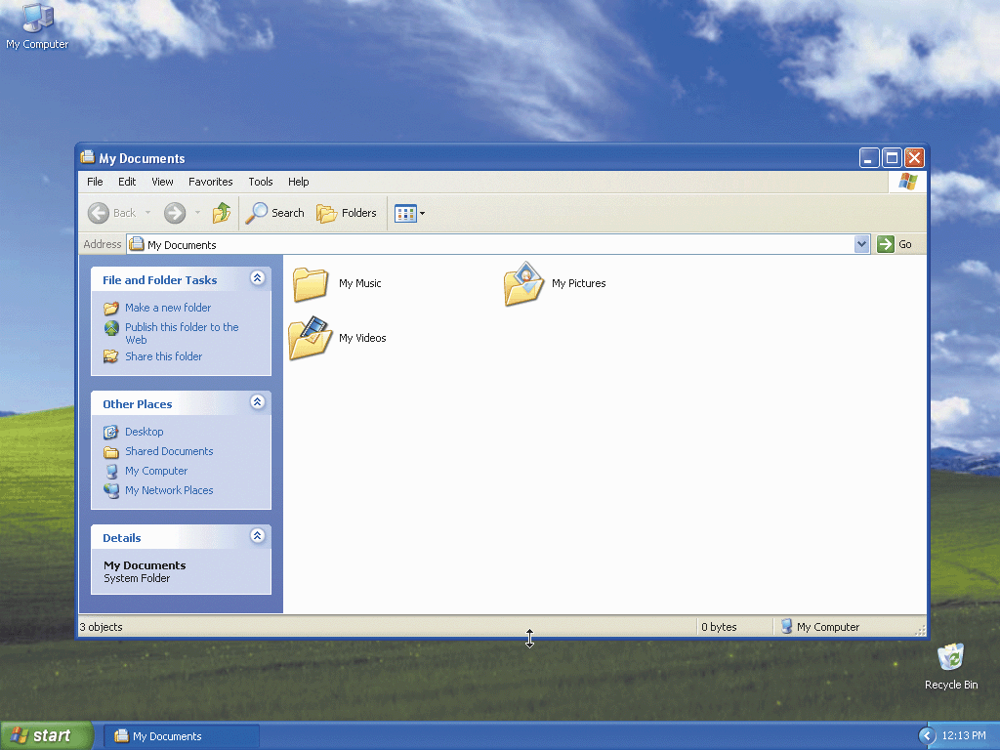 My Computer
My Documents
File Edit View Favorites Tools Help
Back Search Folders
Address My Documents Go
File and Folder Tasks
Make a new folder
Publish this folder to the
Web
Share this folder
Other Places
Desktop
Shared Documents
My Computer
My Network Places
Details
My Documents
System Folder
My Music
My Pictures
My Videos
3 objects 0 bytes My Computer
Recycle Bin
start My Documents 12:13 PM